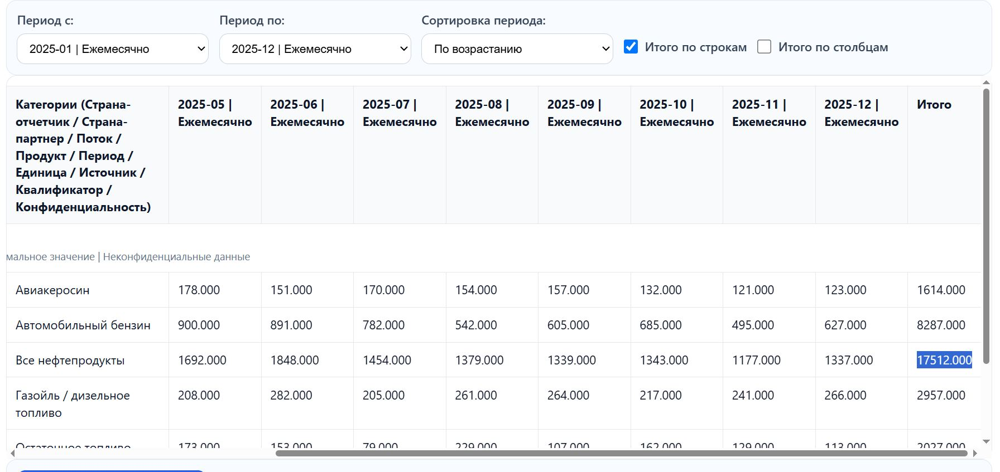 Период с: Период по: Сортировка периода:
2025-01 | Ежемесячно 2025-12 | Ежемесячно По возрастанию Итого по строкам Итого по столбцам
Категории (Страна-
отчетчик / Страна-
партнер / Поток /
Продукт / Период /
Единица / Источник /
Квалификатор /
Конфиденциальность)
2025-05 |
Ежемесячно
2025-06 |
Ежемесячно
2025-07 |
Ежемесячно
2025-08 |
Ежемесячно
2025-09 |
Ежемесячно
2025-10 |
Ежемесячно
2025-11 |
Ежемесячно
2025-12 |
Ежемесячно
Итого
мальное значение | Неконфиденциальные данные
Авиакеросин 178.000 151.000 170.000 154.000 157.000 132.000 121.000 123.000 1614.000
Автомобильный бензин 900.000 891.000 782.000 542.000 605.000 685.000 495.000 627.000 8287.000
Все нефтепродукты 1692.000 1848.000 1454.000 1379.000 1339.000 1343.000 1177.000 1337.000 17512.000
Газойль / дизельное
топливо
208.000 282.000 205.000 261.000 264.000 217.000 241.000 266.000 2957.000
Остаточное топливо 173.000 153.000 79.000 229.000 107.000 162.000 129.000 113.000 2027.000